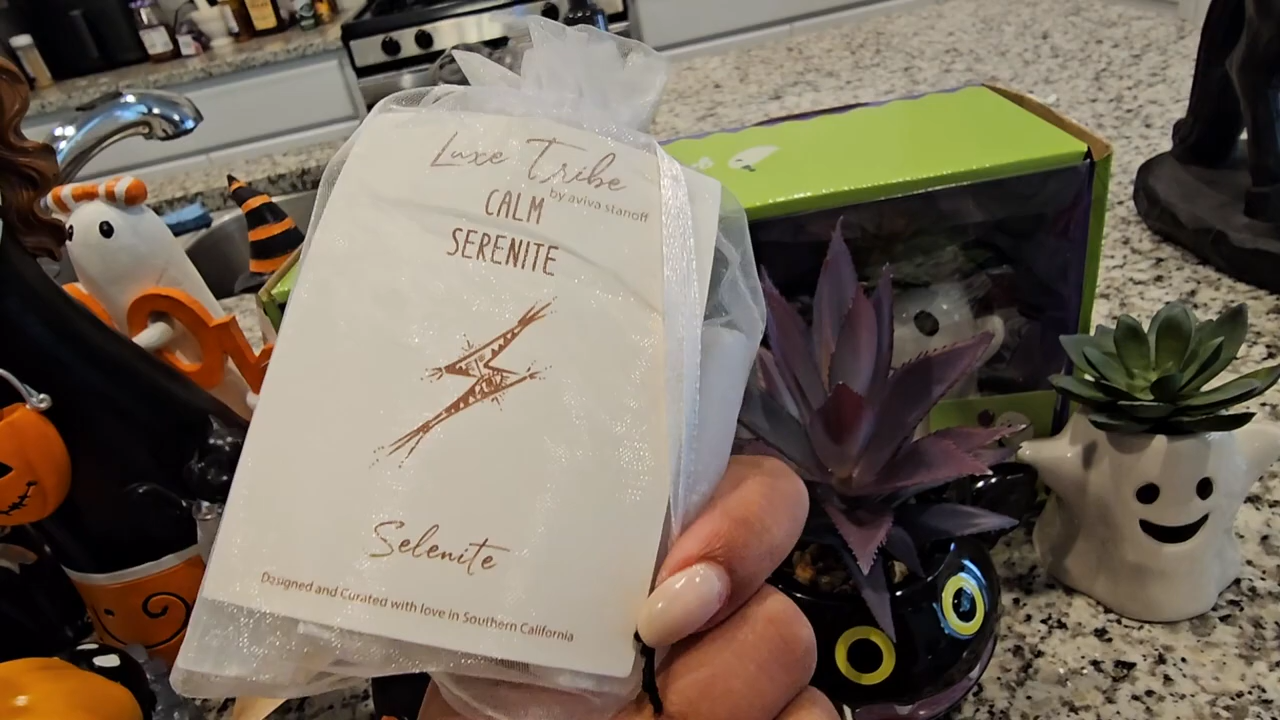 Luxe Tribe
by aviva stanoff
CALM
SERENITE
Selenite
Designed and Curated with love in Southern California